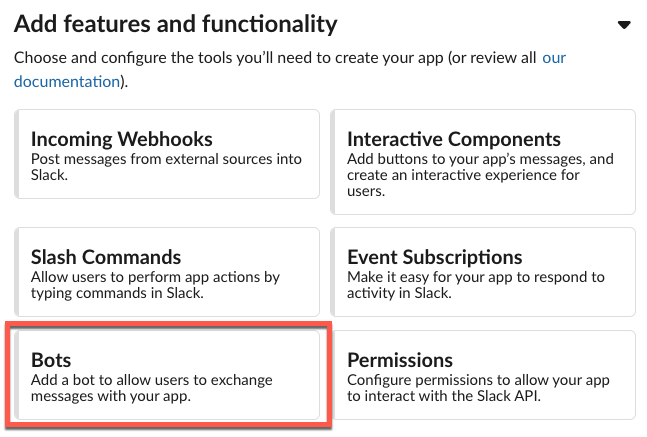 Add features and functionality
Choose and configure the tools you’ll need to create your app (or review all our
documentation).
Incoming Webhooks
Post messages from external sources into
Slack.
Interactive Components
Add buttons to your app’s messages, and
create an interactive experience for
users.
Slash Commands
Allow users to perform app actions by
typing commands in Slack.
Event Subscriptions
Make it easy for your app to respond to
activity in Slack.
Bots
Add a bot to allow users to exchange
messages with your app.
Permissions
Configure permissions to allow your app
to interact with the Slack API.